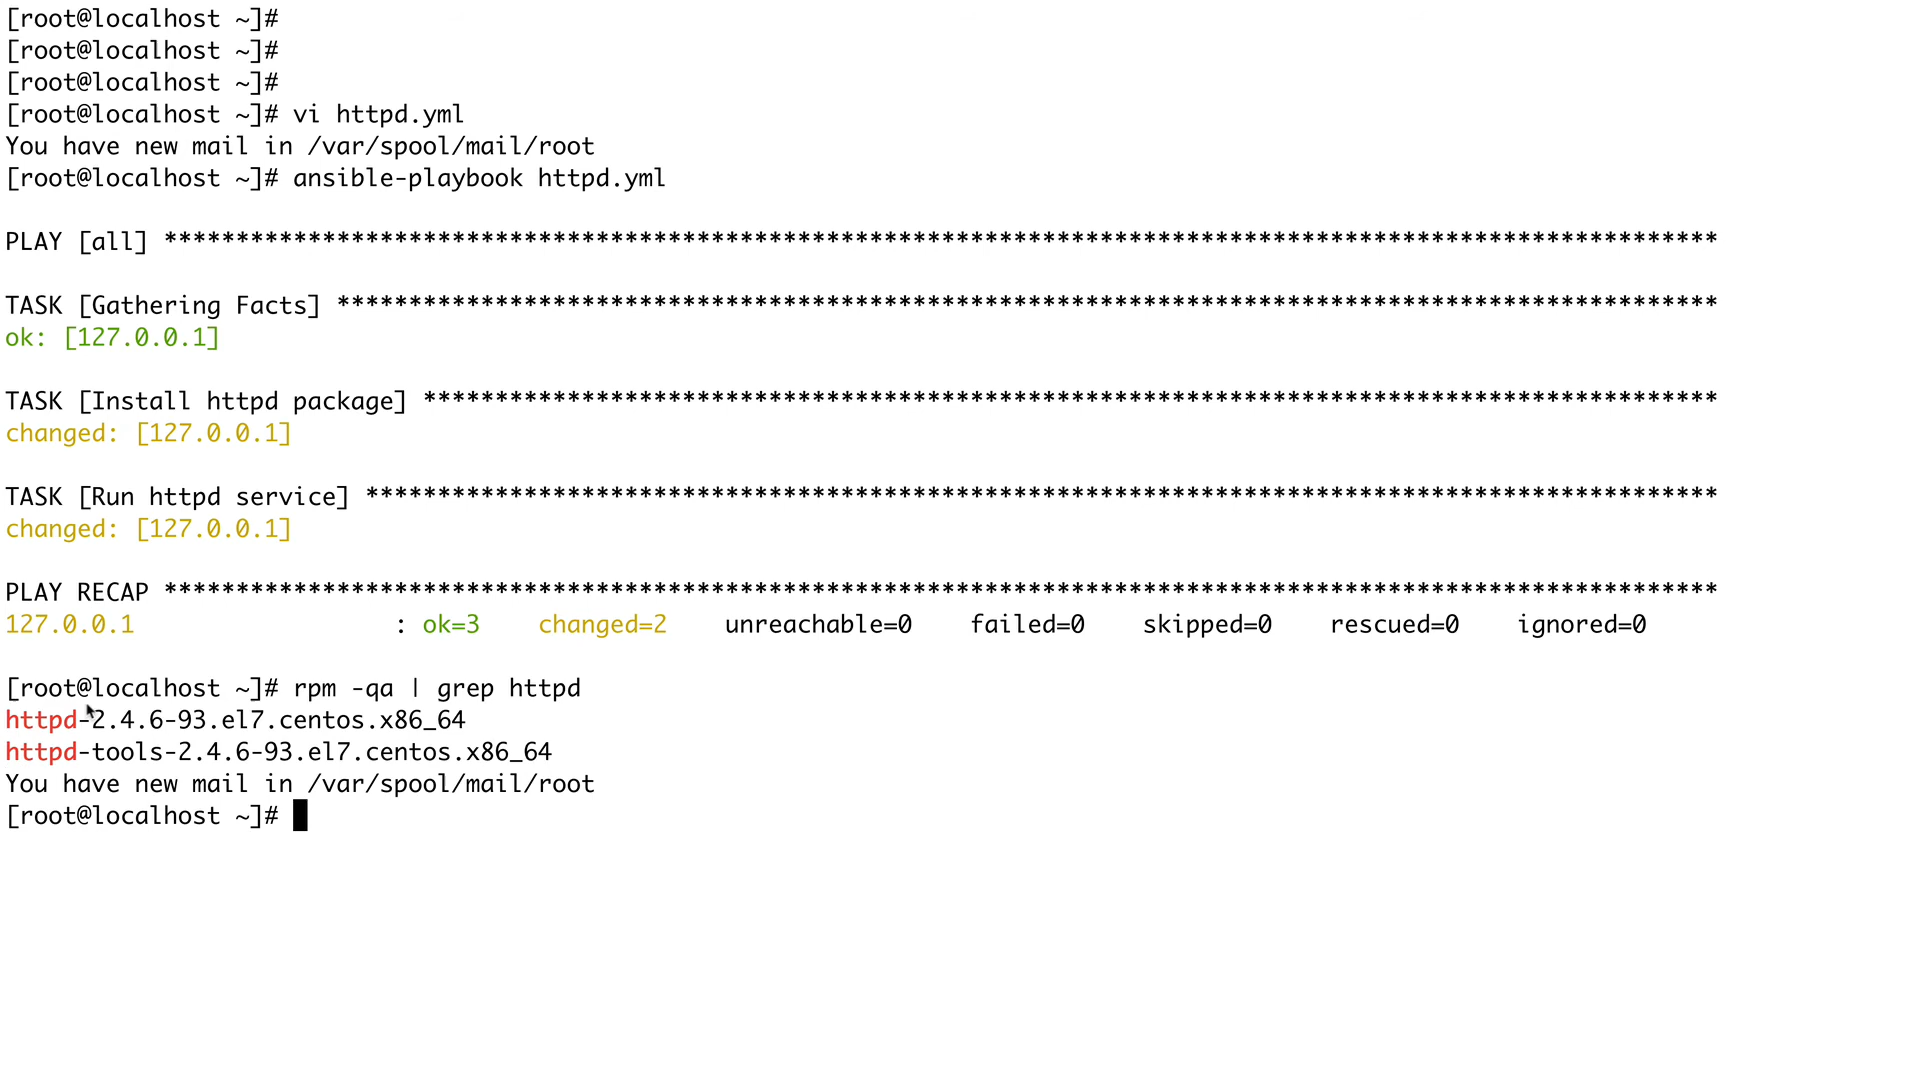 [root@localhost ~]#
[root@localhost ~]#
[root@localhost ~]#
[root@localhost ~]# vi httpd.yml
You have new mail in /var/spool/mail/root
[root@localhost ~]# ansible-playbook httpd.yml
PLAY [all] ************************************************************************************************************
TASK [Gathering Facts] ************************************************************************************************
ok: [127.0.0.1]
TASK [Install httpd package] ******************************************************************************************
changed: [127.0.0.1]
TASK [Run httpd service] **********************************************************************************************
changed: [127.0.0.1]
PLAY RECAP ************************************************************************************************************
127.0.0.1                  : ok=3    changed=2    unreachable=0    failed=0    skipped=0    rescued=0    ignored=0
[root@localhost ~]# rpm -qa | grep httpd
httpd-2.4.6-93.el7.centos.x86_64
httpd-tools-2.4.6-93.el7.centos.x86_64
You have new mail in /var/spool/mail/root
[root@localhost ~]#